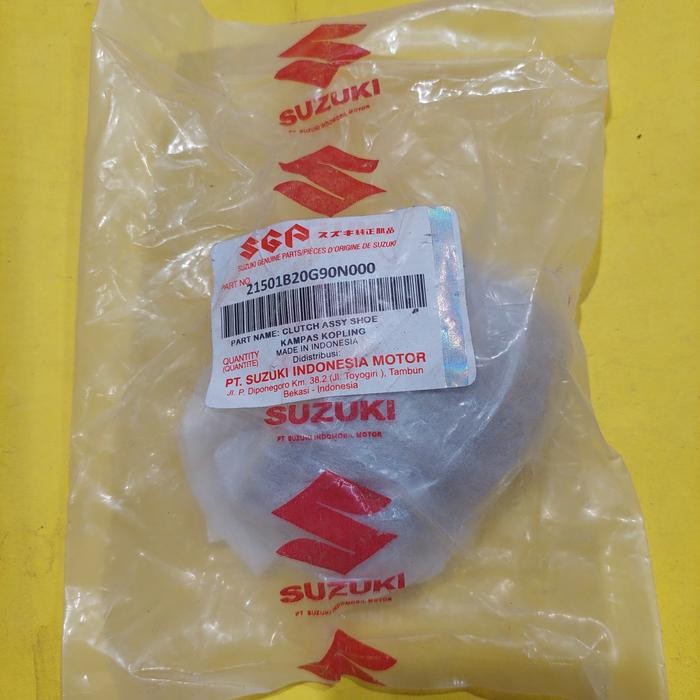 SUZUKI
PT SUZUKI INDOMOBIL MOTOR
SGP スズキ純正部品
SUZUKI GENUINE PARTS/PIÈCES D'ORIGINE DE SUZUKI
PART NO. 21501B20G90N000
PART NAME: CLUTCH ASSY SHOE
KAMPAS KOPLING
MADE IN INDONESIA
QUANTITY
(QUANTITE)
Didistribusi:
PT. SUZUKI INDONESIA MOTOR
Jl. P. Diponegoro Km. 38.2 (Jl. Toyogiri ), Tambun
Bekasi - Indonesia
SUZUKI
PT SUZUKI INDOMOBIL MOTOR
SUZUKI
PT SUZUKI INDOMOBIL MOTOR